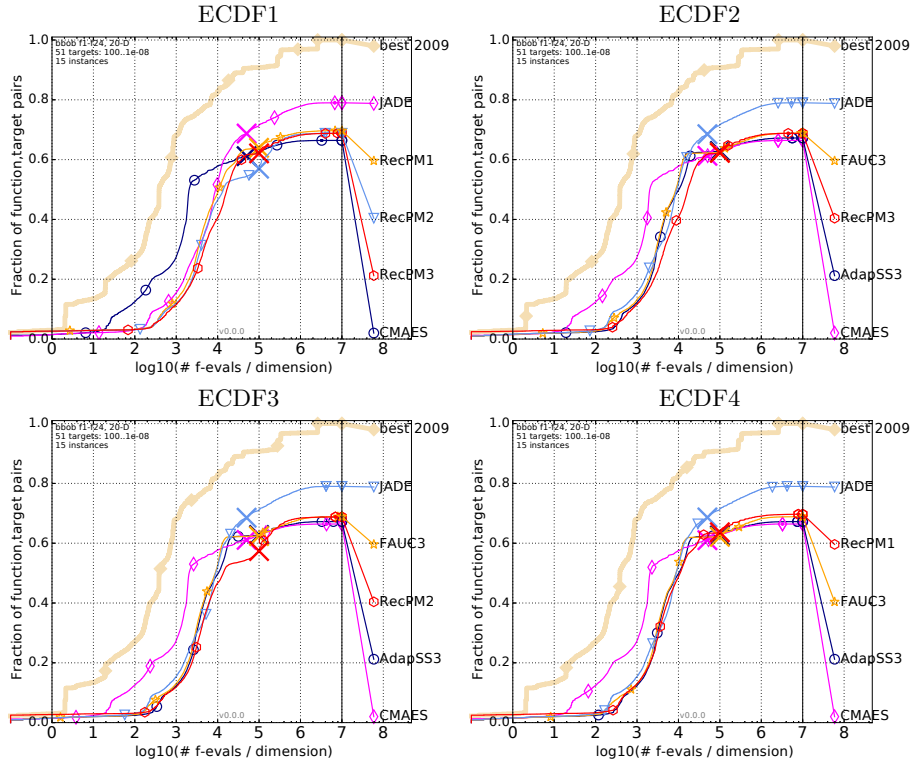 ECDF1
bbob f1-f24, 20-D
51 targets: 100..1e-08
15 instances
Fraction of function,target pairs
1.0
0.8
0.6
0.4
0.2
0.0
best 2009
JADE
RecPM1
RecPM2
RecPM3
CMAES
v0.0.0
0 1 2 3 4 5 6 7 8
log10(# f-evals / dimension)
ECDF2
bbob f1-f24, 20-D
51 targets: 100..1e-08
15 instances
Fraction of function,target pairs
1.0
0.8
0.6
0.4
0.2
0.0
best 2009
JADE
FAUC3
RecPM3
AdapSS3
CMAES
v0.0.0
0 1 2 3 4 5 6 7 8
log10(# f-evals / dimension)
ECDF3
bbob f1-f24, 20-D
51 targets: 100..1e-08
15 instances
Fraction of function,target pairs
1.0
0.8
0.6
0.4
0.2
0.0
best 2009
JADE
FAUC3
RecPM2
AdapSS3
CMAES
v0.0.0
0 1 2 3 4 5 6 7 8
log10(# f-evals / dimension)
ECDF4
bbob f1-f24, 20-D
51 targets: 100..1e-08
15 instances
Fraction of function,target pairs
1.0
0.8
0.6
0.4
0.2
0.0
best 2009
JADE
RecPM1
FAUC3
AdapSS3
CMAES
v0.0.0
0 1 2 3 4 5 6 7 8
log10(# f-evals / dimension)